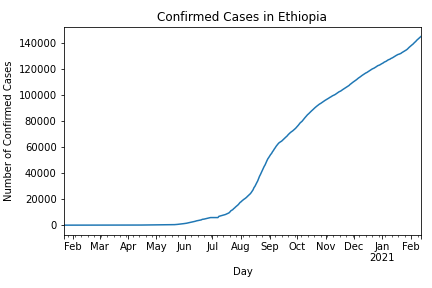 Confirmed Cases in Ethiopia
Number of Confirmed Cases
140000
120000
100000
80000
60000
40000
20000
0
Feb Mar Apr May Jun Jul Aug Sep Oct Nov Dec Jan Feb
2021
Day